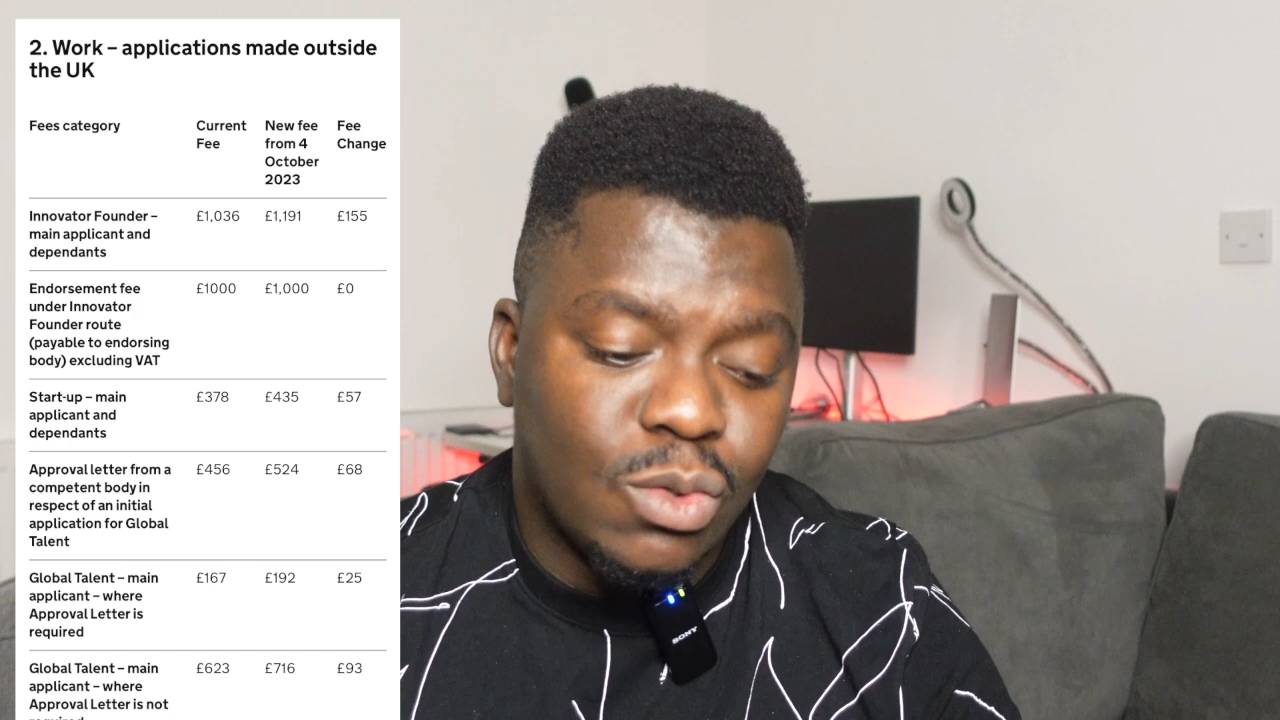 2. Work – applications made outside
the UK
Fees category Current Fee New fee from 4 October 2023 Fee Change
Innovator Founder –
main applicant and
dependants
£1,036 £1,191 £155
Endorsement fee
under Innovator
Founder route
(payable to endorsing
body) excluding VAT
£1000 £1,000 £0
Start-up – main
applicant and
dependants
£378 £435 £57
Approval letter from a
competent body in
respect of an initial
application for Global
Talent
£456 £524 £68
Global Talent – main
applicant – where
Approval Letter is
required
£167 £192 £25
Global Talent – main
applicant – where
Approval Letter is not
£623 £716 £93
SONY